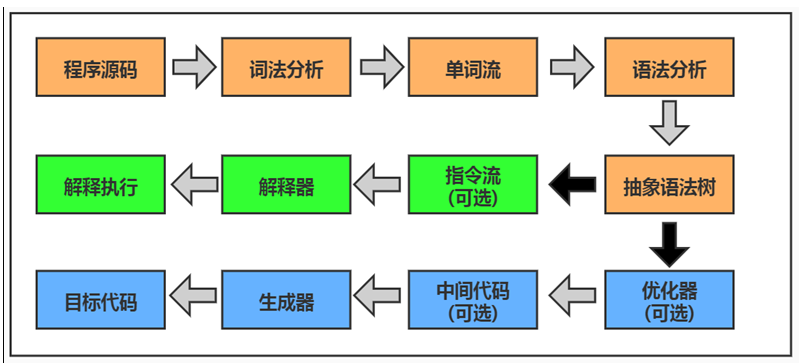 程序源码
词法分析
单词流
语法分析
解释执行
解释器
指令流
(可选)
抽象语法树
目标代码
生成器
中间代码
(可选)
优化器
(可选)